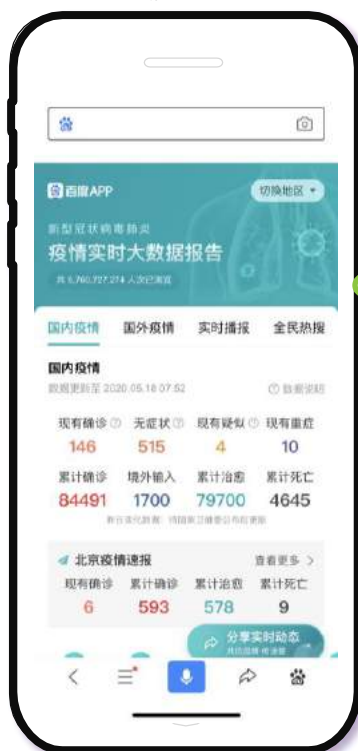 百度APP
切换地区
新型冠状病毒肺炎
疫情实时大数据报告
国内疫情 国外疫情 实时播报 全民热搜
国内疫情
数据更新至 2020.05.18 07:52 数据说明
现有确诊 无症状 现有疑似 现有重症
146 515 4 10
累计确诊 境外输入 累计治愈 累计死亡
84491 1700 79700 4645
北京疫情速报 查看更多 >
现有确诊 累计确诊 累计治愈 累计死亡
6 593 578 9
分享实时动态